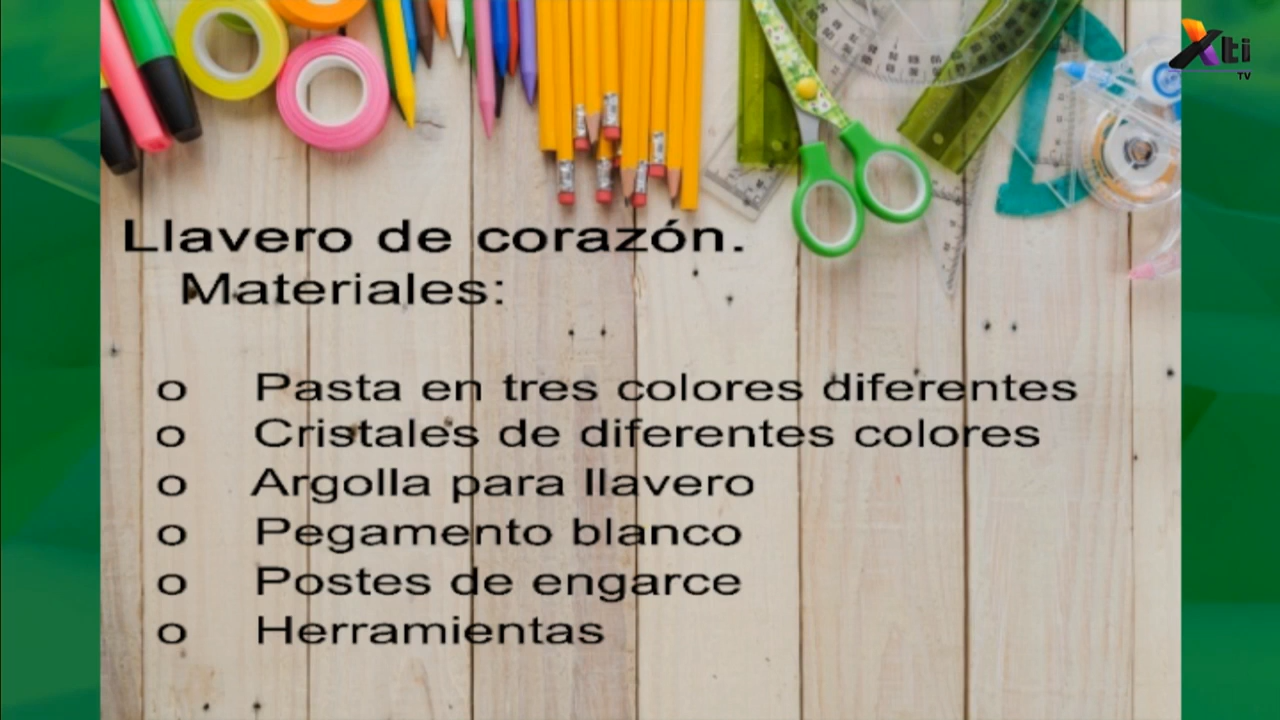 Xti
TV
Llavero de corazón.
Materiales:
o Pasta en tres colores diferentes
o Cristales de diferentes colores
o Argolla para llavero
o Pegamento blanco
o Postes de engarce
o Herramientas